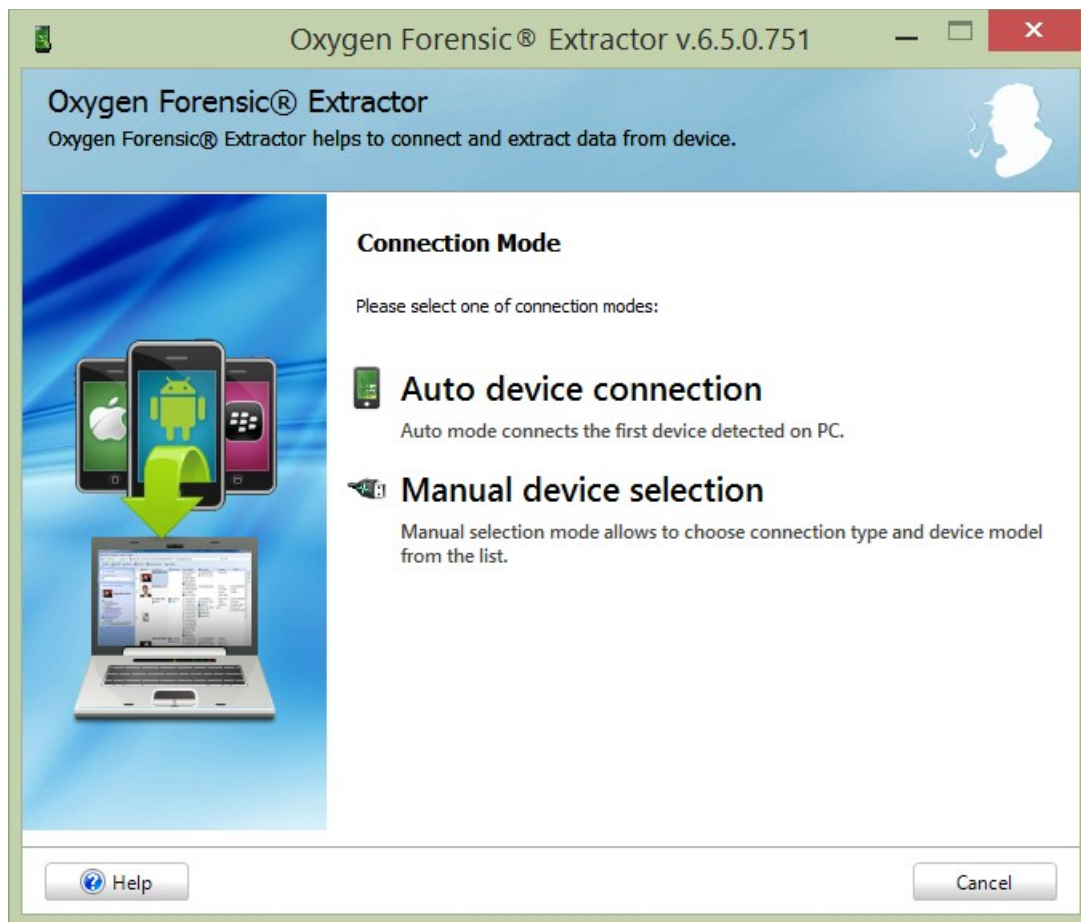 Oxygen Forensic® Extractor v.6.5.0.751
Oxygen Forensic® Extractor
Oxygen Forensic® Extractor helps to connect and extract data from device.
Connection Mode
Please select one of connection modes:
Auto device connection
Auto mode connects the first device detected on PC.
Manual device selection
Manual selection mode allows to choose connection type and device model
from the list.
Help
Cancel